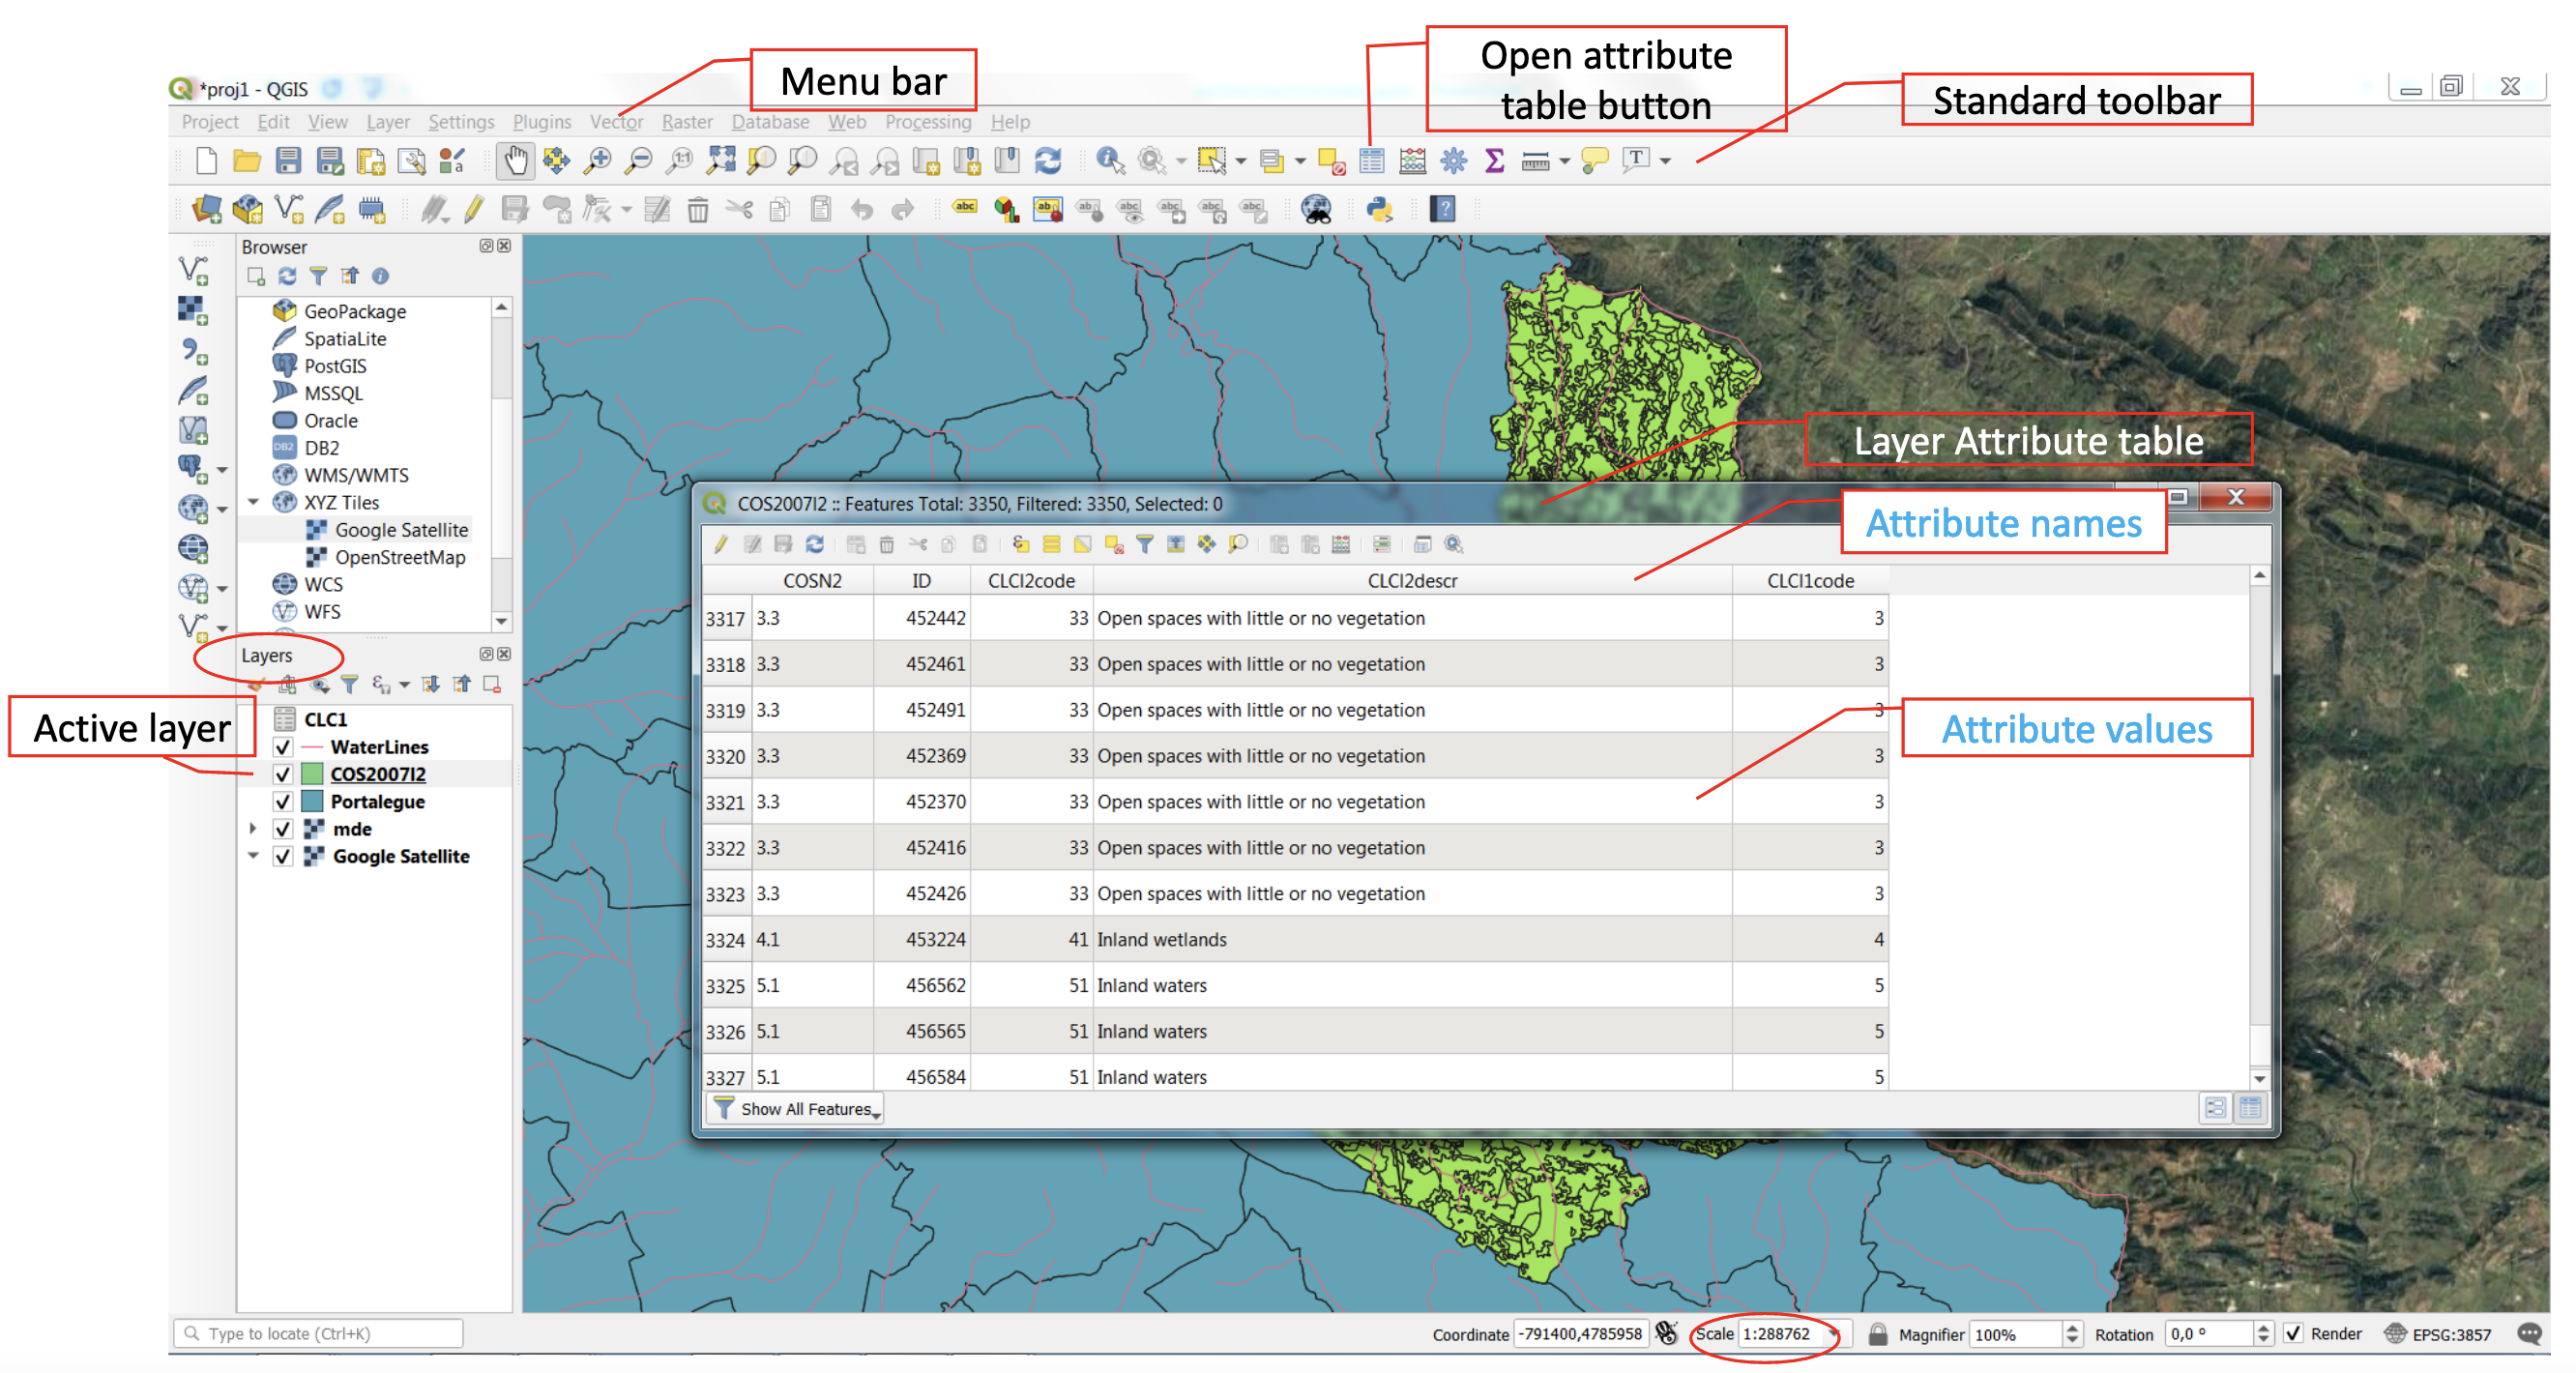 Menu bar
Open attribute
table button
Standard toolbar
*proj1 - QGIS
Project Edit View Layer Settings Plugins Vector Raster Database Web Processing Help
1:1 Σ T
abc ab ab abc abc abc abc ?
Browser
GeoPackage
SpatiaLite
PostGIS
MSSQL
Oracle
DB2 DB2
WMS/WMTS
XYZ Tiles
Google Satellite
OpenStreetMap
WCS
WFS
Layers
Active layer
CLC1
WaterLines
COS2007l2
Portalegue
mde
Google Satellite
Layer Attribute table
Attribute names
Attribute values
COS2007l2 :: Features Total: 3350, Filtered: 3350, Selected: 0
COSN2 ID CLCl2code CLCl2descr CLCl1code
3317 3.3 452442 33 Open spaces with little or no vegetation 3
3318 3.3 452461 33 Open spaces with little or no vegetation 3
3319 3.3 452491 33 Open spaces with little or no vegetation 3
3320 3.3 452369 33 Open spaces with little or no vegetation 3
3321 3.3 452370 33 Open spaces with little or no vegetation 3
3322 3.3 452416 33 Open spaces with little or no vegetation 3
3323 3.3 452426 33 Open spaces with little or no vegetation 3
3324 4.1 453224 41 Inland wetlands 4
3325 5.1 456562 51 Inland waters 5
3326 5.1 456565 51 Inland waters 5
3327 5.1 456584 51 Inland waters 5
Show All Features
Type to locate (Ctrl+K)
Coordinate -791400,4785958 Scale 1:288762 Magnifier 100% Rotation 0,0 ° Render EPSG:3857